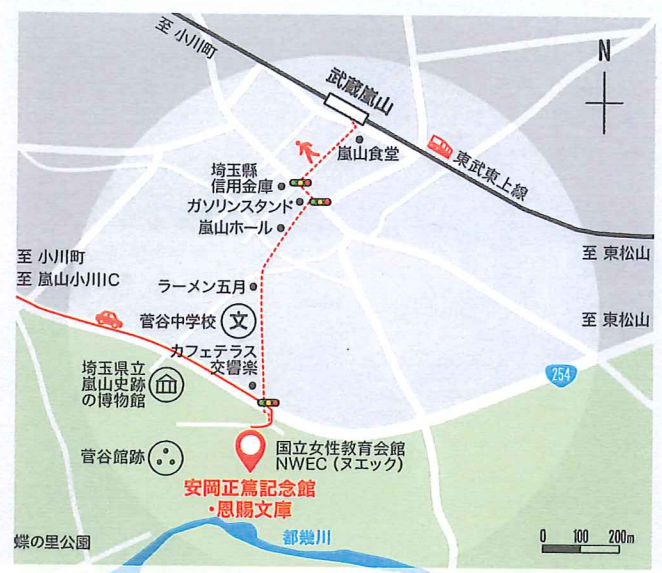 至 小川町
N
武蔵嵐山
嵐山食堂
東武東上線
埼玉縣
信用金庫
ガソリンスタンド
嵐山ホール
至 東松山
至 小川町
至 嵐山小川IC
ラーメン五月
至 東松山
菅谷中学校
文
カフェテラス
交響楽
254
埼玉県立
嵐山史跡
の博物館
菅谷館跡
国立女性教育会館
NWEC（ヌエック）
安岡正篤記念館
・恩賜文庫
都幾川
蝶の里公園
0 100 200m